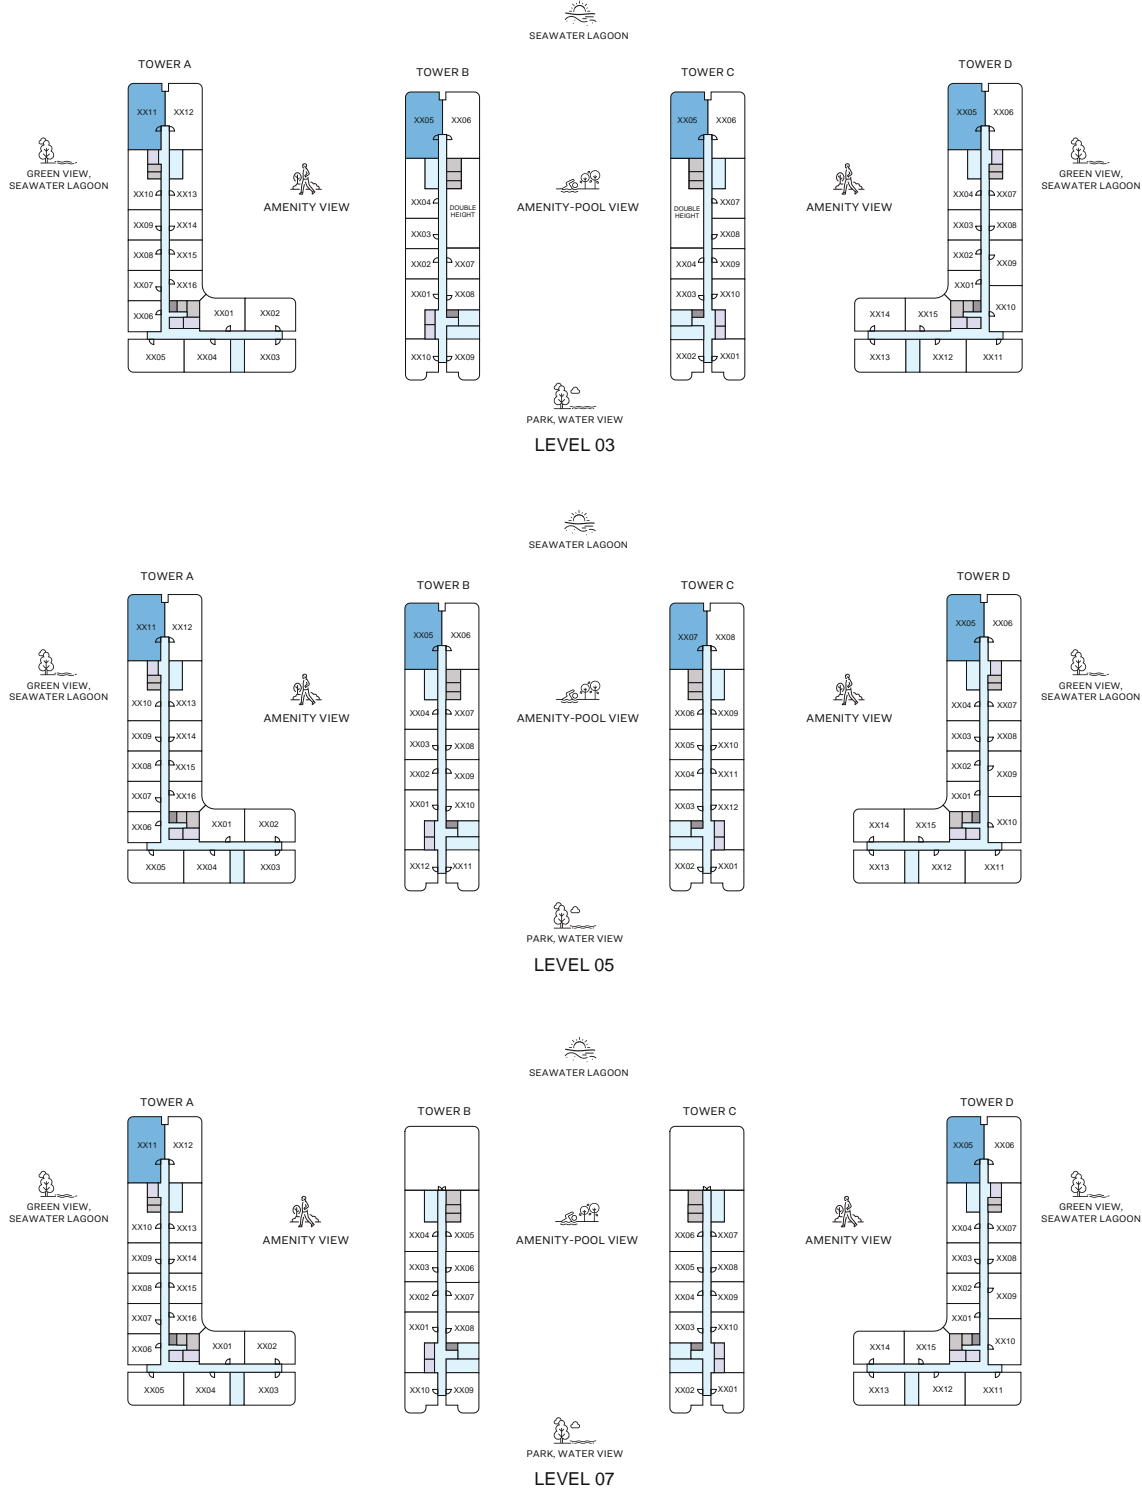 SEAWATER LAGOON
TOWER A
TOWER B
TOWER C
TOWER D
XX11
XX12
XX05
XX06
XX05
XX06
XX05
XX06
GREEN VIEW,
SEAWATER LAGOON
AMENITY VIEW
AMENITY-POOL VIEW
AMENITY VIEW
GREEN VIEW,
SEAWATER LAGOON
XX10
XX13
XX09
XX14
XX08
XX15
XX07
XX16
XX06
XX01
XX02
XX05
XX04
XX03
XX04
DOUBLE
HEIGHT
XX03
XX02
XX07
XX01
XX08
XX10
XX09
DOUBLE
HEIGHT
XX07
XX08
XX04
XX09
XX03
XX10
XX02
XX01
XX04
XX07
XX03
XX08
XX02
XX09
XX01
XX10
XX14
XX15
XX13
XX12
XX11
PARK, WATER VIEW
LEVEL 03
SEAWATER LAGOON
TOWER A
TOWER B
TOWER C
TOWER D
XX11
XX12
XX05
XX06
XX07
XX08
XX05
XX06
GREEN VIEW,
SEAWATER LAGOON
AMENITY VIEW
AMENITY-POOL VIEW
AMENITY VIEW
GREEN VIEW,
SEAWATER LAGOON
XX10
XX13
XX09
XX14
XX08
XX15
XX07
XX16
XX06
XX01
XX02
XX05
XX04
XX03
XX04
XX07
XX03
XX08
XX02
XX09
XX01
XX10
XX12
XX11
XX06
XX09
XX05
XX10
XX04
XX11
XX03
XX12
XX02
XX01
XX04
XX07
XX03
XX08
XX02
XX09
XX01
XX10
XX14
XX15
XX13
XX12
XX11
PARK, WATER VIEW
LEVEL 05
SEAWATER LAGOON
TOWER A
TOWER B
TOWER C
TOWER D
XX11
XX12
XX05
XX06
GREEN VIEW,
SEAWATER LAGOON
AMENITY VIEW
AMENITY-POOL VIEW
AMENITY VIEW
GREEN VIEW,
SEAWATER LAGOON
XX10
XX13
XX09
XX14
XX08
XX15
XX07
XX16
XX06
XX01
XX02
XX05
XX04
XX03
XX04
XX05
XX03
XX06
XX02
XX07
XX01
XX08
XX10
XX09
XX06
XX07
XX05
XX08
XX04
XX09
XX03
XX10
XX02
XX01
XX04
XX07
XX03
XX08
XX02
XX09
XX01
XX10
XX14
XX15
XX13
XX12
XX11
PARK, WATER VIEW
LEVEL 07